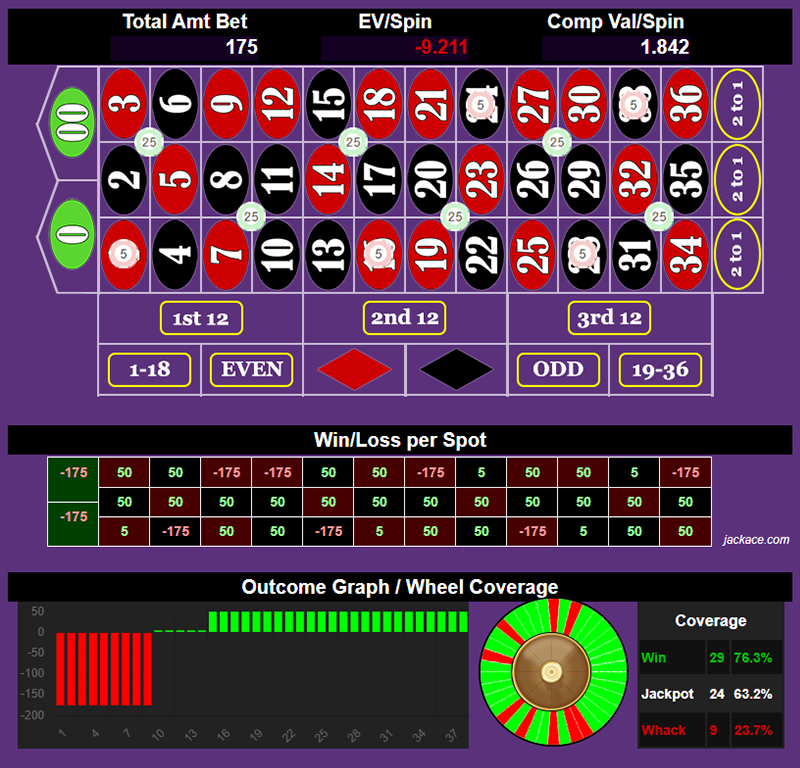 Total Amt Bet EV/Spin Comp Val/Spin
175 -9.211 1.842
00 3 6 9 12 15 18 21 5 27 30 5 36 2 to 1
25 25 25
2 5 8 11 14 17 20 23 26 29 32 35 2 to 1
0 25 25 25
5 4 7 10 13 5 19 22 25 5 31 34 2 to 1
1st 12 2nd 12 3rd 12
1-18 EVEN ODD 19-36
Win/Loss per Spot
-175 50 50 -175 -175 50 50 -175 5 50 50 5 -175
50 50 50 50 50 50 50 50 50 50 50 50
-175 5 -175 50 50 -175 5 50 50 -175 5 50 50
jackace.com
Outcome Graph / Wheel Coverage
50
0
-50
-100
-150
-200
1 4 7 10 13 16 19 22 25 28 31 34 37
Coverage
Win 29 76.3%
Jackpot 24 63.2%
Whack 9 23.7%